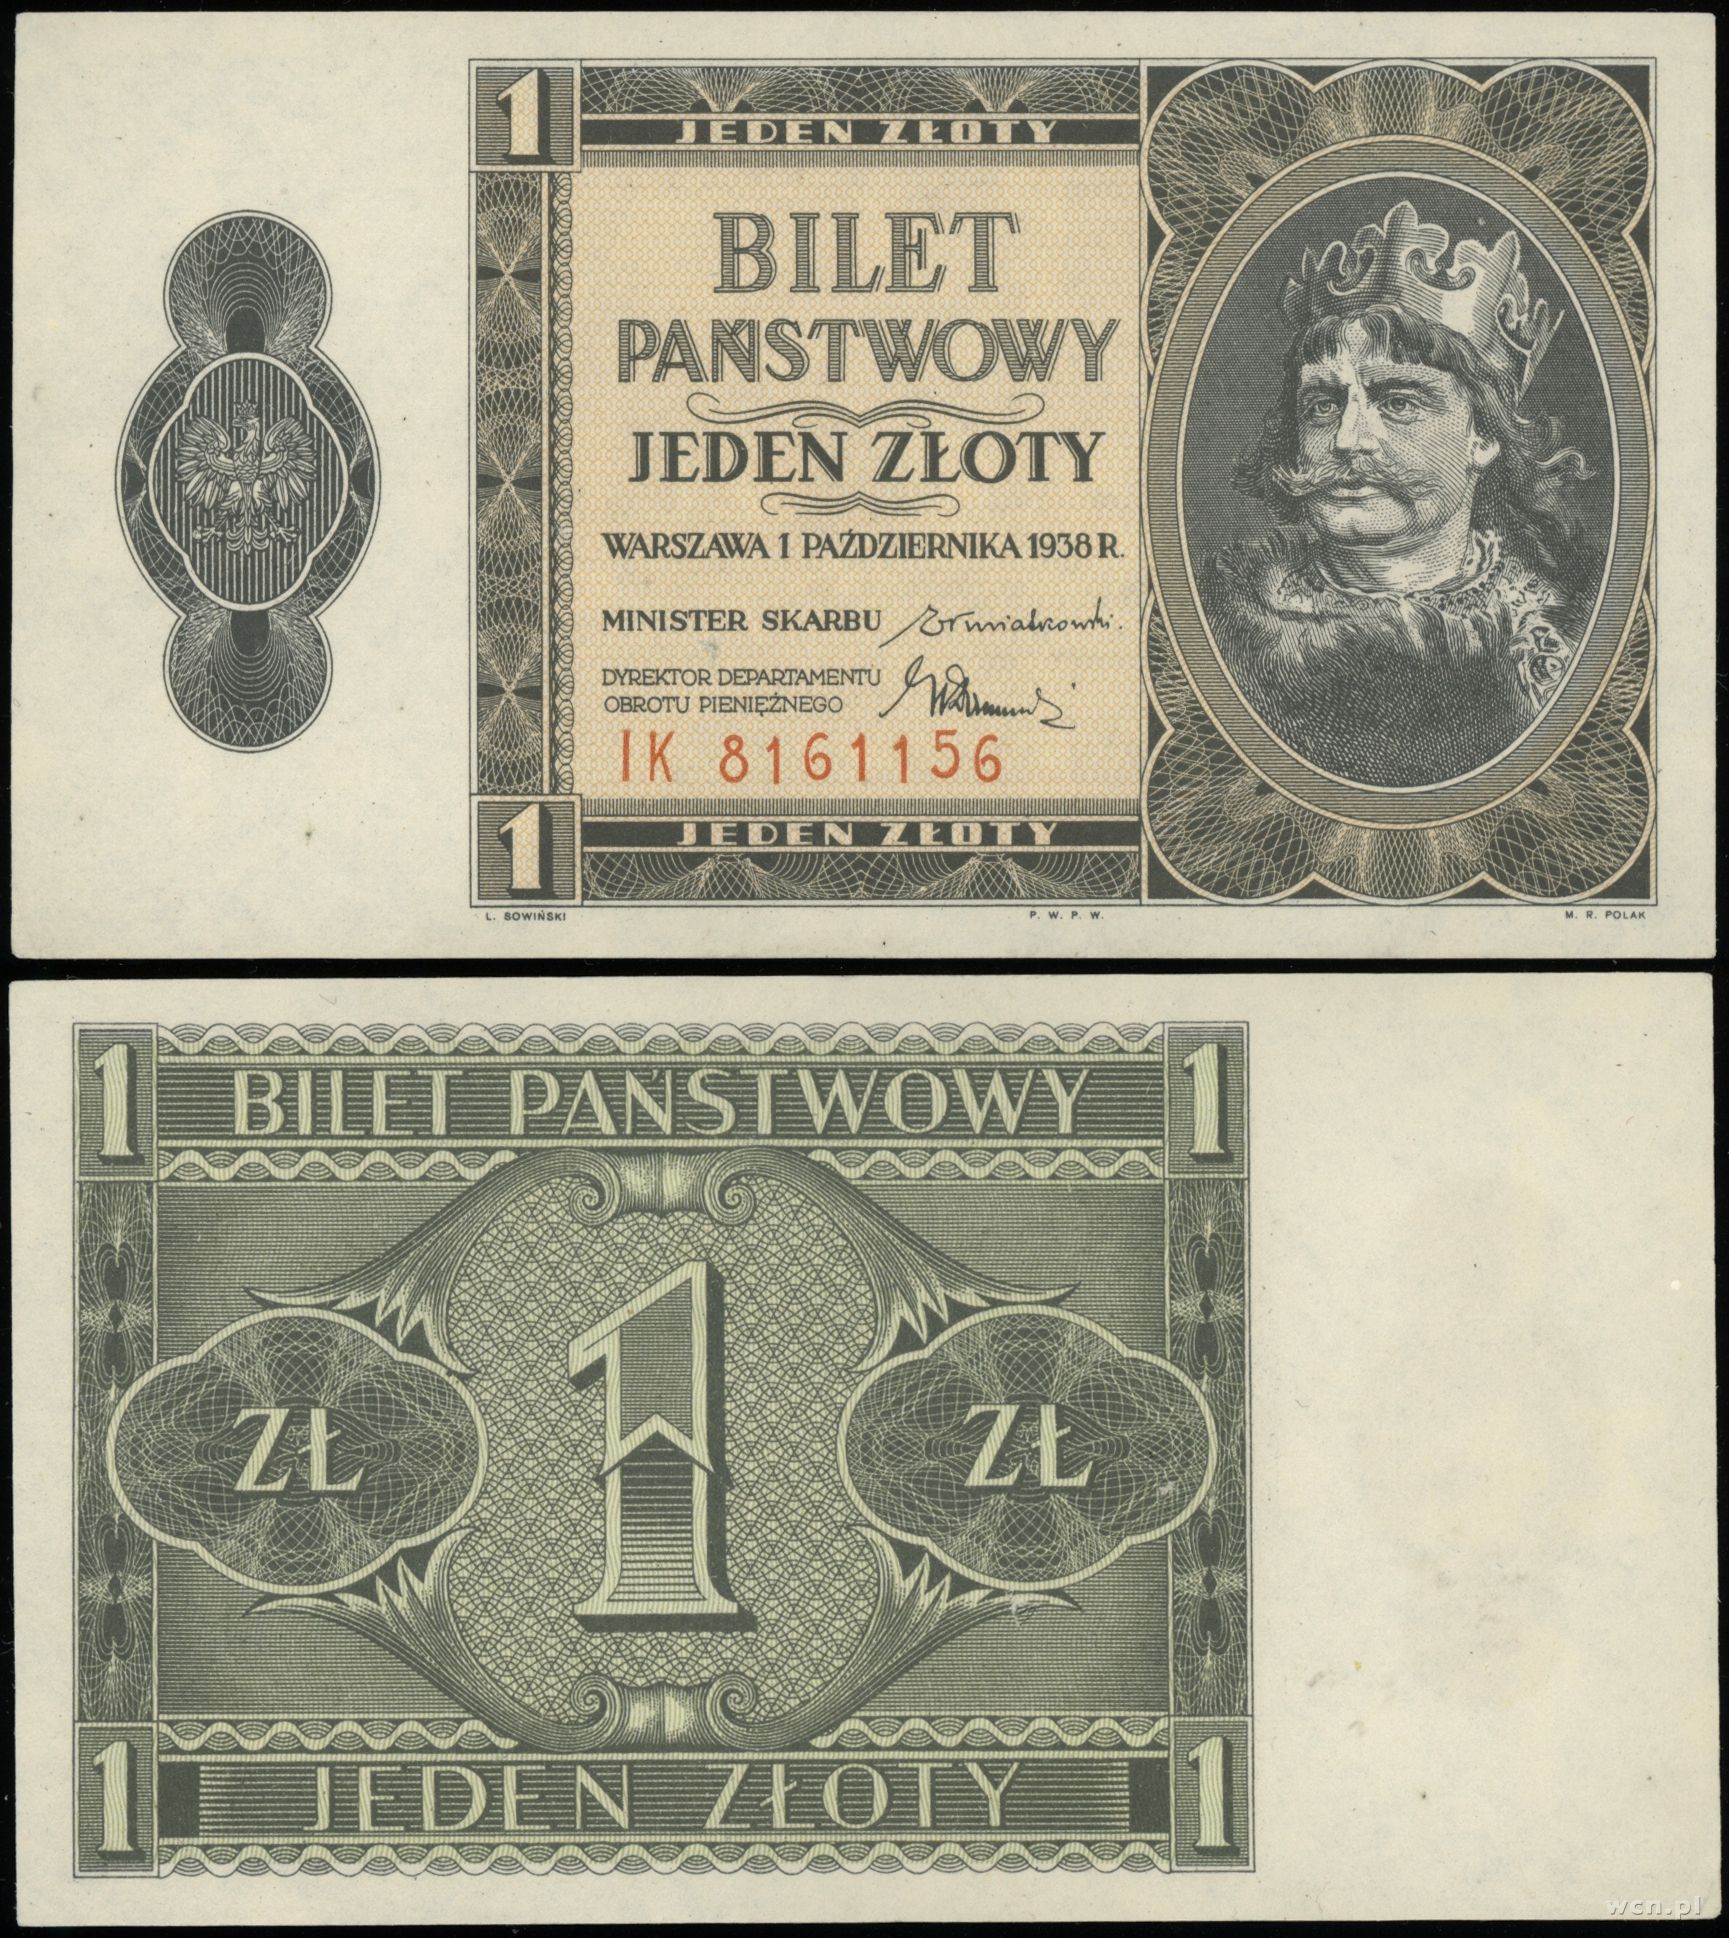 1
JEDEN ZŁOTY
BILET
PAŃSTWOWY
JEDEN ZŁOTY
WARSZAWA 1 PAŹDZIERNIKA 1938 R.
MINISTER SKARBU
DYREKTOR DEPARTAMENTU
OBROTU PIENIĘŻNEGO
IK 8161156
1
JEDEN ZŁOTY
L. SOWIŃSKI P. W. P. W. M. R. POLAK
1 BILET PAŃSTWOWY 1
ZŁ 1 ZŁ
1 JEDEN ZŁOTY 1
wcn.pl